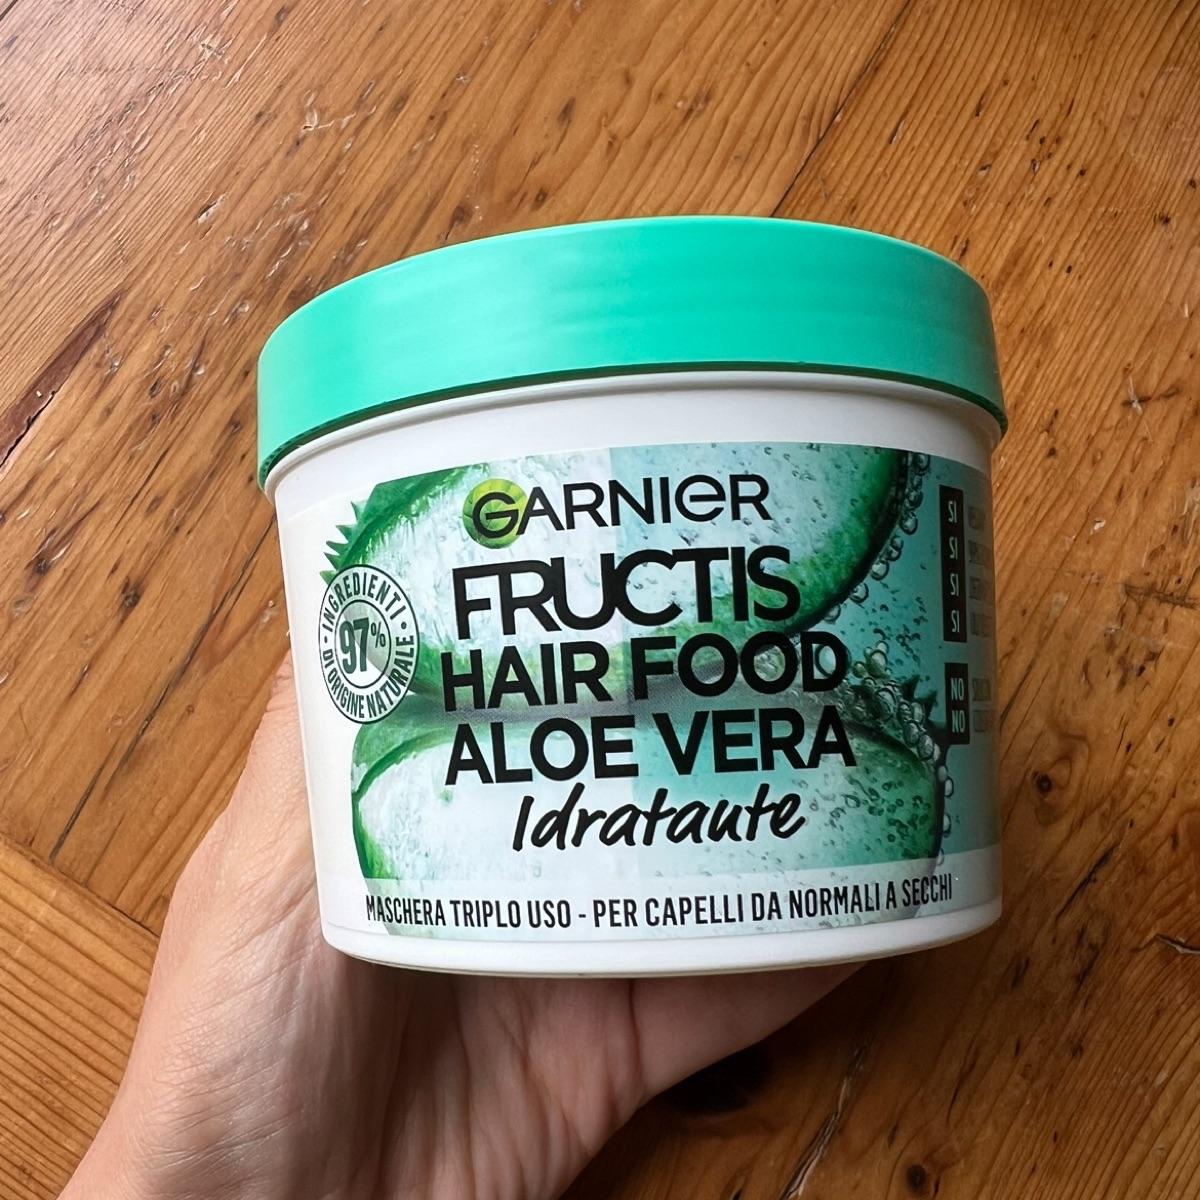 GARNIER
FRUCTIS
HAIR FOOD
ALOE VERA
Idratante
MASCHERA TRIPLO USO - PER CAPELLI DA NORMALI A SECCHI
INGREDIENTI
97%
DI ORIGINE NATURALE
SI
SI
SI
SI
NO
NO